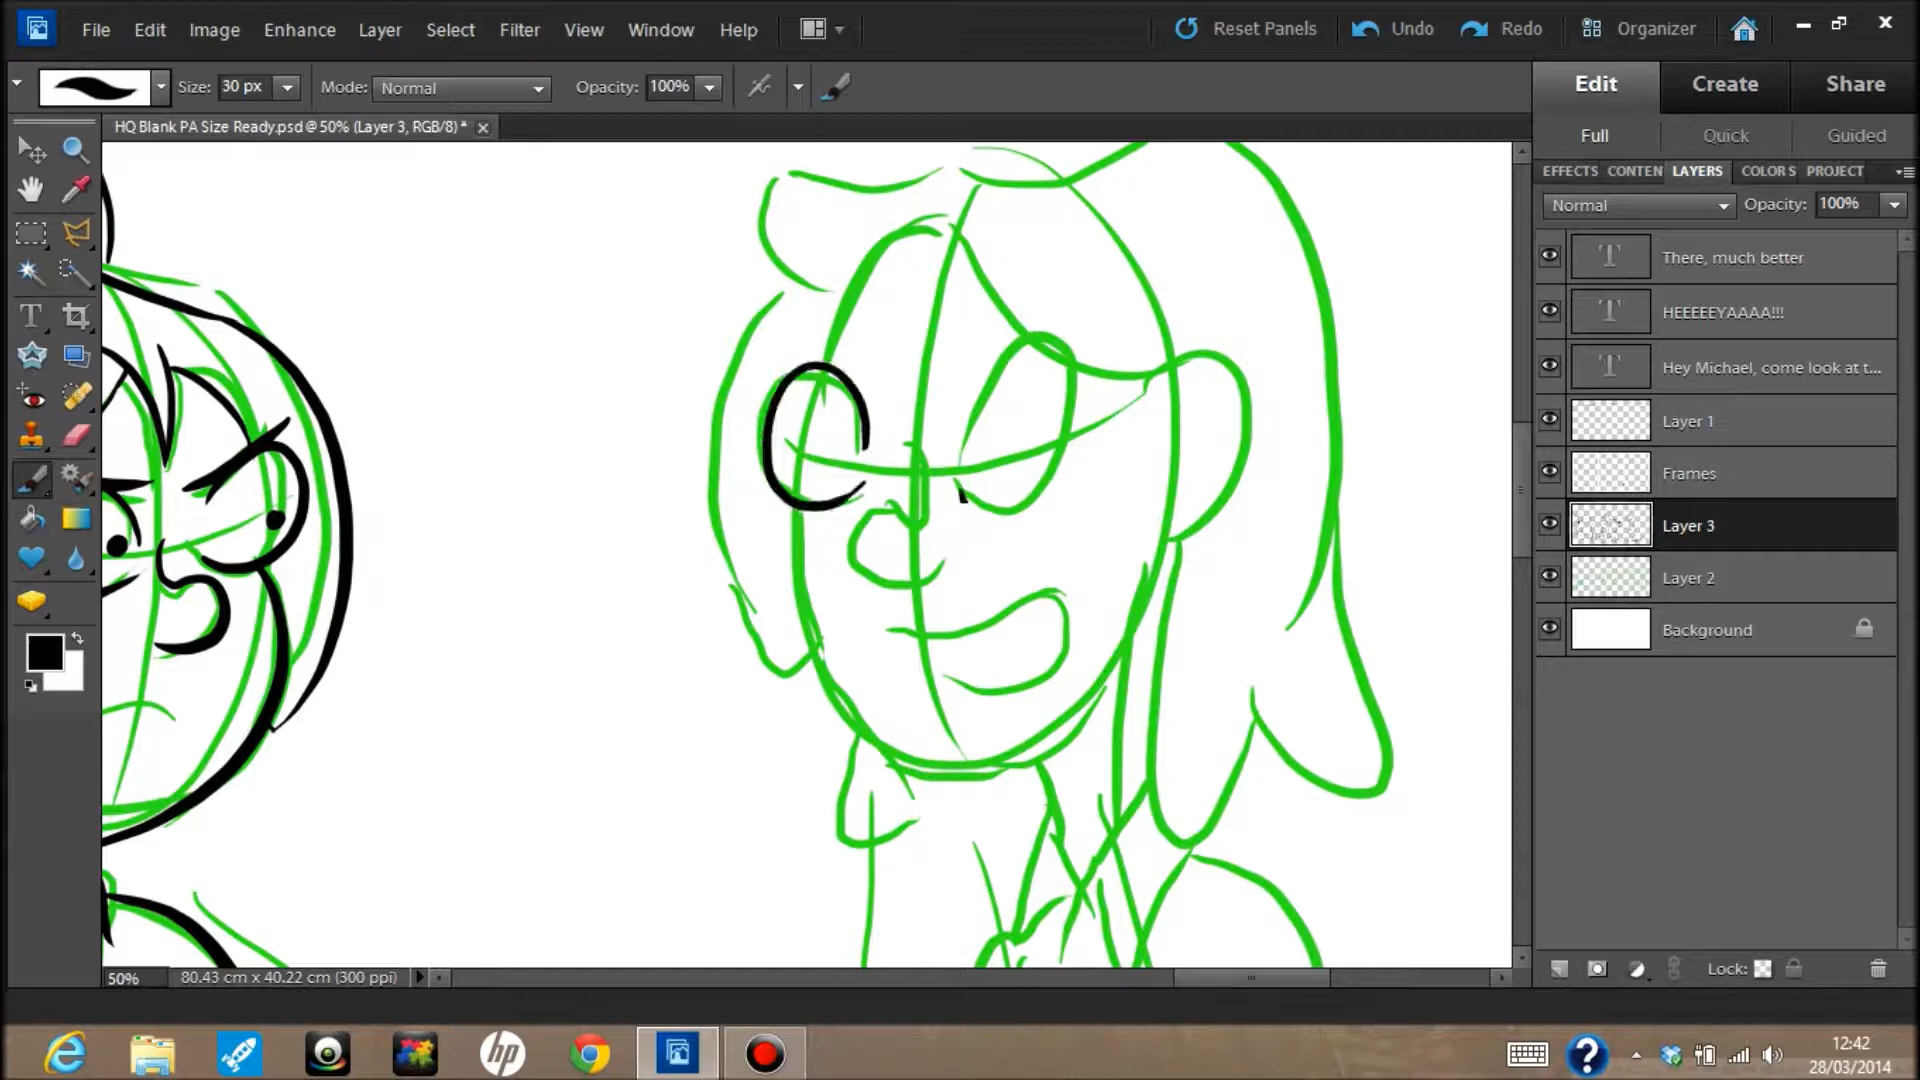 File Edit Image Enhance Layer Select Filter View Window Help Reset Panels Undo Redo Organizer
Size: 30 px Mode: Normal Opacity: 100% Edit Create Share
HQ Blank PA Size Ready.psd @ 50% (Layer 3, RGB/8) * Full Quick Guided
EFFECTS CONTEN LAYERS COLORS PROJECT
Normal Opacity: 100%
There, much better
HEEEEEYAAAA!!!
Hey Michael, come look at t...
Layer 1
Frames
Layer 3
Layer 2
Background
50% 80.43 cm x 40.22 cm (300 ppi) Lock:
hp
12:42
28/03/2014